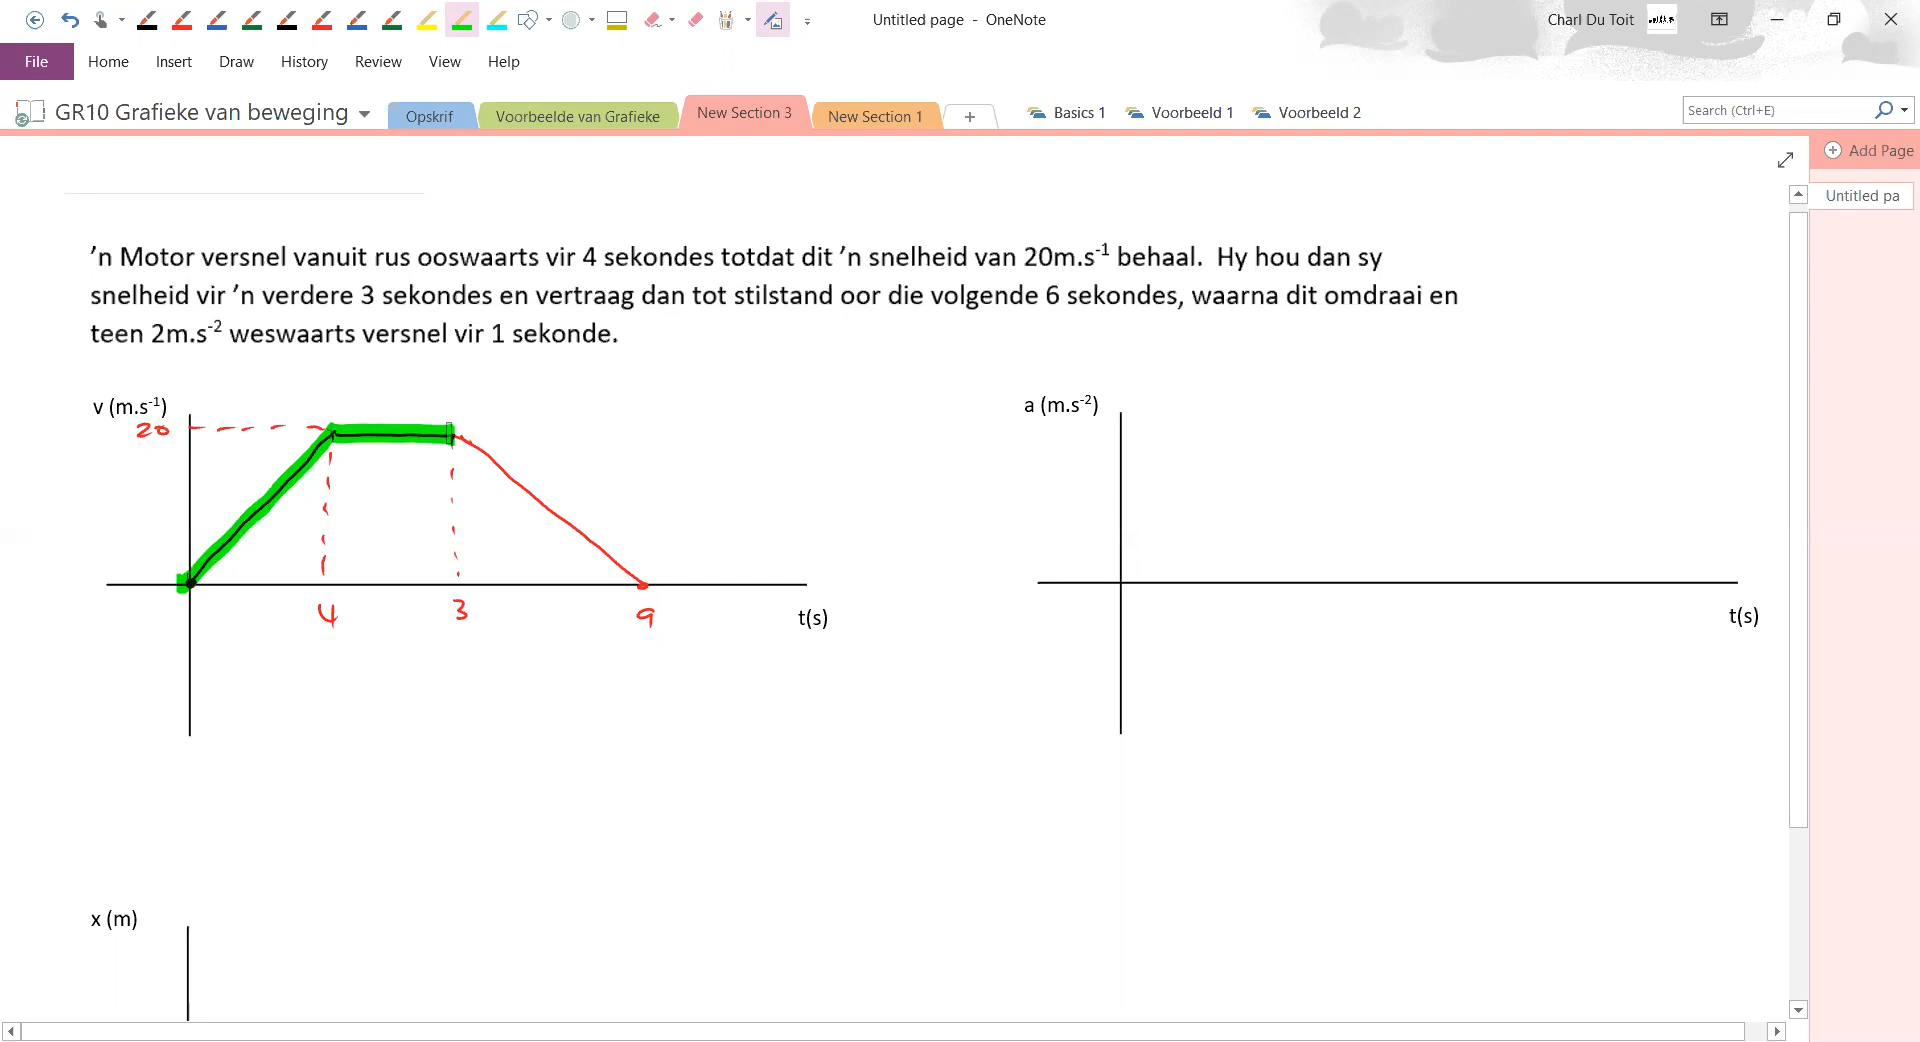 Untitled page - OneNote
Charl Du Toit
File Home Insert Draw History Review View Help
GR10 Grafieke van beweging Opskrif Voorbeelde van Grafieke New Section 3 New Section 1 + Basics 1 Voorbeeld 1 Voorbeeld 2 Search (Ctrl+E)
Add Page
Untitled pa
’n Motor versnel vanuit rus ooswaarts vir 4 sekondes totdat dit ’n snelheid van 20m.s⁻¹ behaal. Hy hou dan sy
snelheid vir ’n verdere 3 sekondes en vertraag dan tot stilstand oor die volgende 6 sekondes, waarna dit omdraai en
teen 2m.s⁻² weswaarts versnel vir 1 sekonde.
v (m.s⁻¹)
20
4 3 9
t(s)
a (m.s⁻²)
t(s)
x (m)